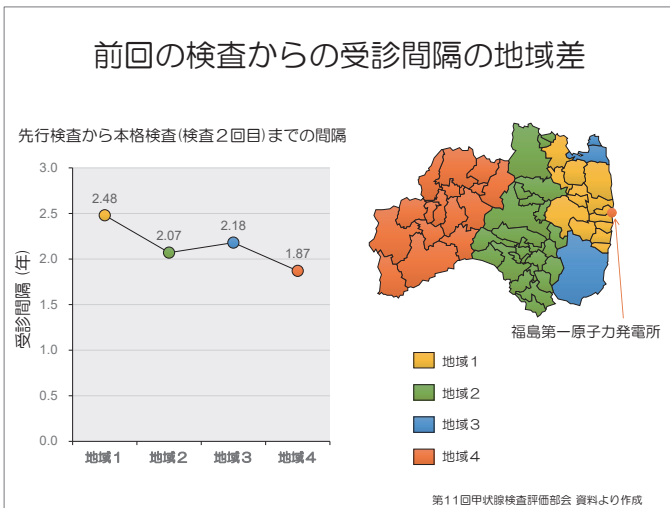 前回の検査からの受診間隔の地域差
先行検査から本格検査(検査2回目)までの間隔
受診間隔 (年)
3.0
2.5
2.0
1.5
1.0
0.5
0.0
2.48
2.07
2.18
1.87
地域1
地域2
地域3
地域4
福島第一原子力発電所
地域1
地域2
地域3
地域4
第11回甲状腺検査評価部会 資料より作成